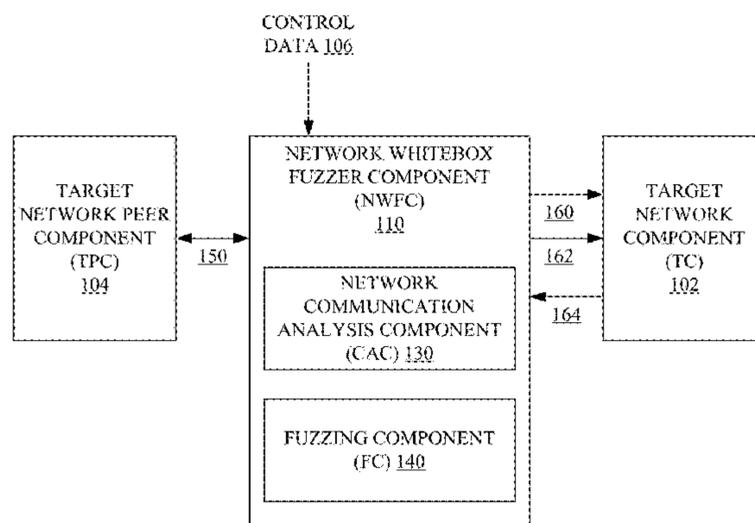 CONTROL
DATA 106
TARGET
NETWORK PEER
COMPONENT
(TPC)
104
150
NETWORK WHITEBOX
FUZZER COMPONENT
(NWFC)
110
NETWORK
COMMUNICATION
ANALYSIS COMPONENT
(CAC) 130
FUZZING COMPONENT
(FC) 140
160
162
164
TARGET
NETWORK
COMPONENT
(TC)
102